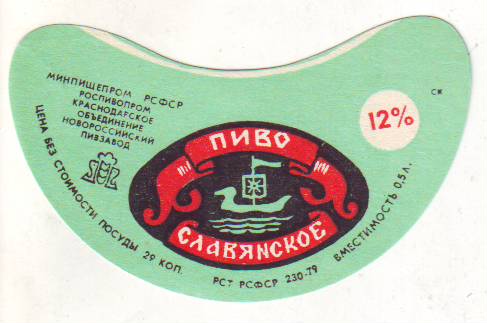 МИНПИЩЕПРОМ РСФСР
РОСПИВОПРОМ
КРАСНОДАРСКОЕ
ОБЪЕДИНЕНИЕ
НОВОРОССИЙСКИЙ
ПИВЗАВОД
ПИВО
СЛАВЯНСКОЕ
СЖ
12%
ЦЕНА БЕЗ СТОИМОСТИ ПОСУДЫ 29 КОП.
РСТ РСФСР 230-79
ВМЕСТИМОСТЬ 0,5 Л.